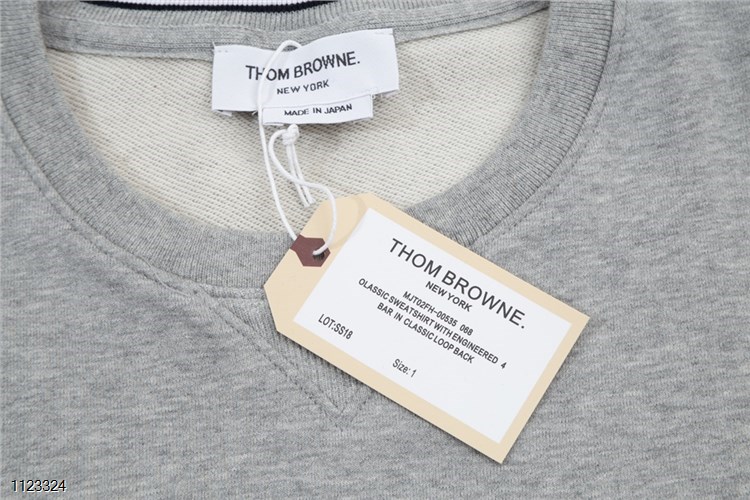 THOM BROWNE.
NEW YORK
MADE IN JAPAN
THOM BROWNE.
NEW YORK
MJT02FH-00535 068
OLASSIC SWEATSHIRT WITH ENGINEERED 4
BAR IN CLASSIC LOOP BACK
LOT:SS18
Size: 1
1123324